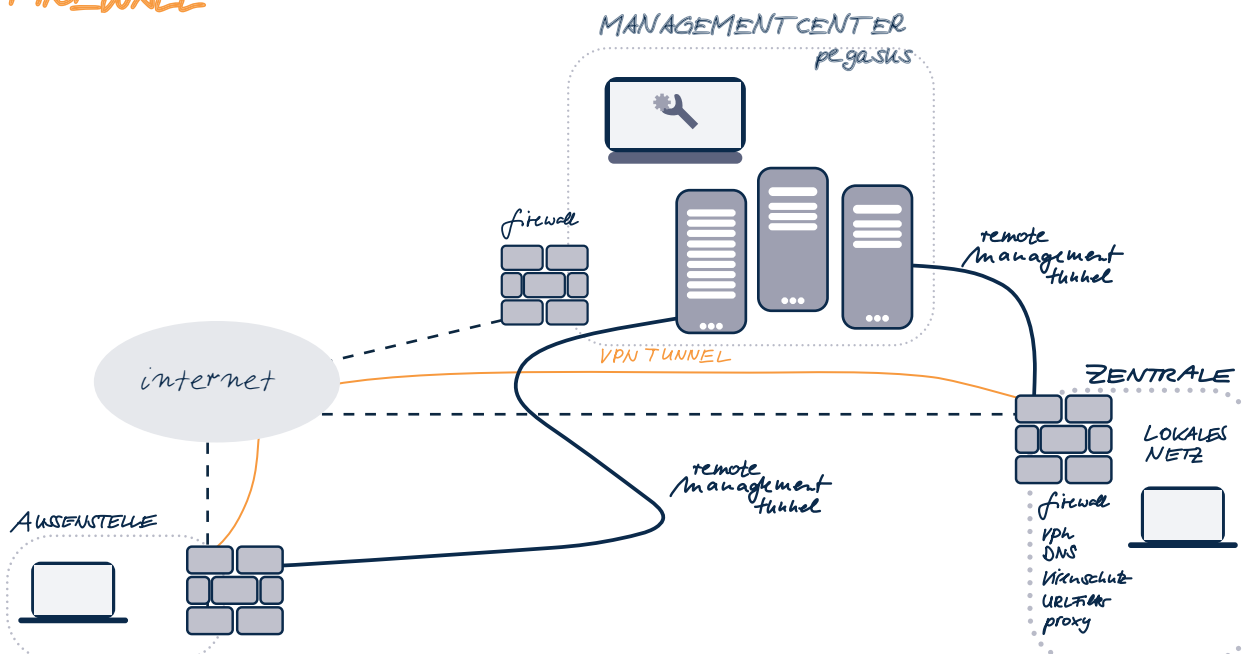 FIREWALL
MANAGEMENTCENTER
pegasus
firewall
remote
management
tunnel
internet
VPN TUNNEL
ZENTRALE
LOKALES
NETZ
remote
management
tunnel
firewall
vpn
DNS
Virenschutz
URLFilter
proxy
AUSSENSTELLE